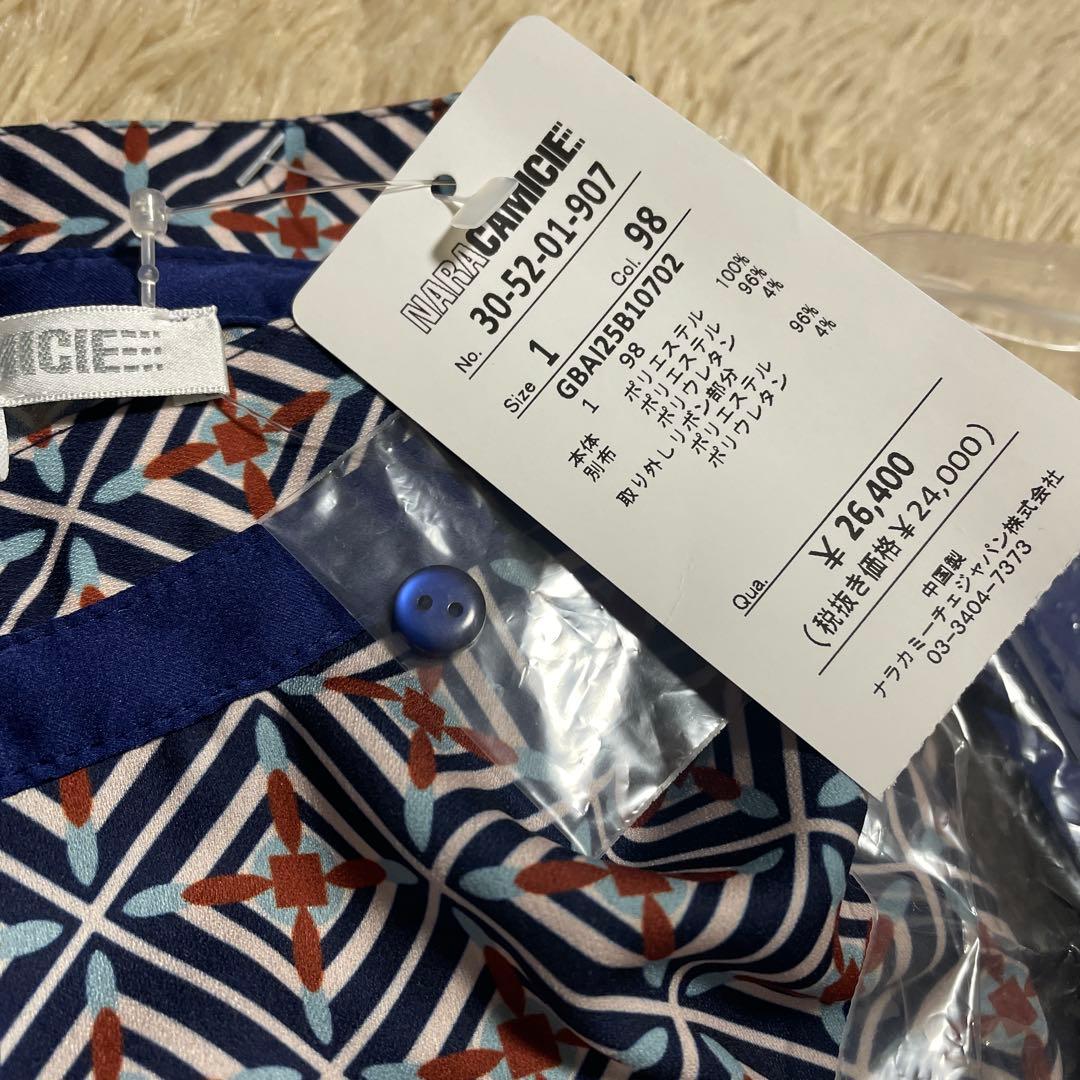 NARACAMICIE
No. 30-52-01-907
Size 1 Col. 98
GBAI25B10702
1 98
本体 ポリエステル 100%
別布 ポリエステル 96%
ポリウレタン 4%
取り外しリボン部分
ポリエステル 96%
ポリウレタン 4%
Qua. ¥26,400
(税抜き価格¥24,000)
中国製
ナラカミーチェジャパン株式会社
03-3404-7373
MICIE